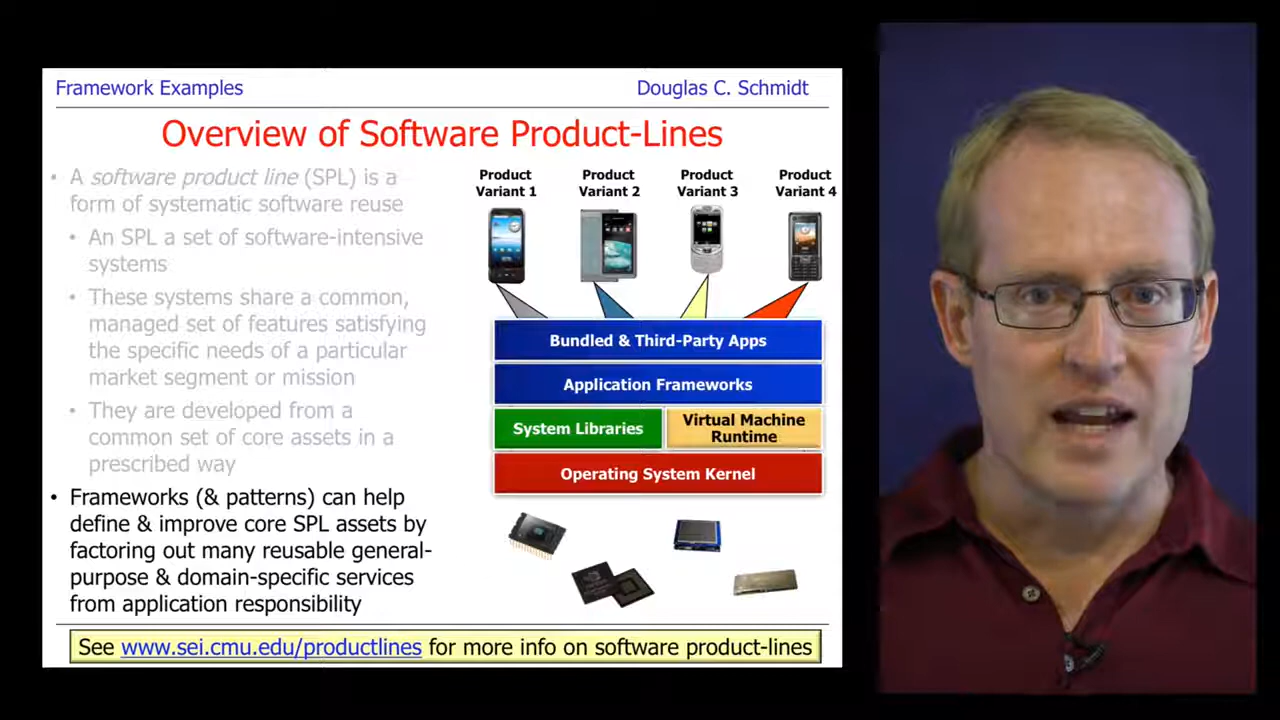 Framework Examples
Douglas C. Schmidt
Overview of Software Product-Lines
• A software product line (SPL) is a
form of systematic software reuse
• An SPL a set of software-intensive
systems
• These systems share a common,
managed set of features satisfying
the specific needs of a particular
market segment or mission
• They are developed from a
common set of core assets in a
prescribed way
• Frameworks (& patterns) can help
define & improve core SPL assets by
factoring out many reusable general-
purpose & domain-specific services
from application responsibility
Product
Variant 1
Product
Variant 2
Product
Variant 3
Product
Variant 4
Bundled & Third-Party Apps
Application Frameworks
System Libraries
Virtual Machine
Runtime
Operating System Kernel
See www.sei.cmu.edu/productlines for more info on software product-lines